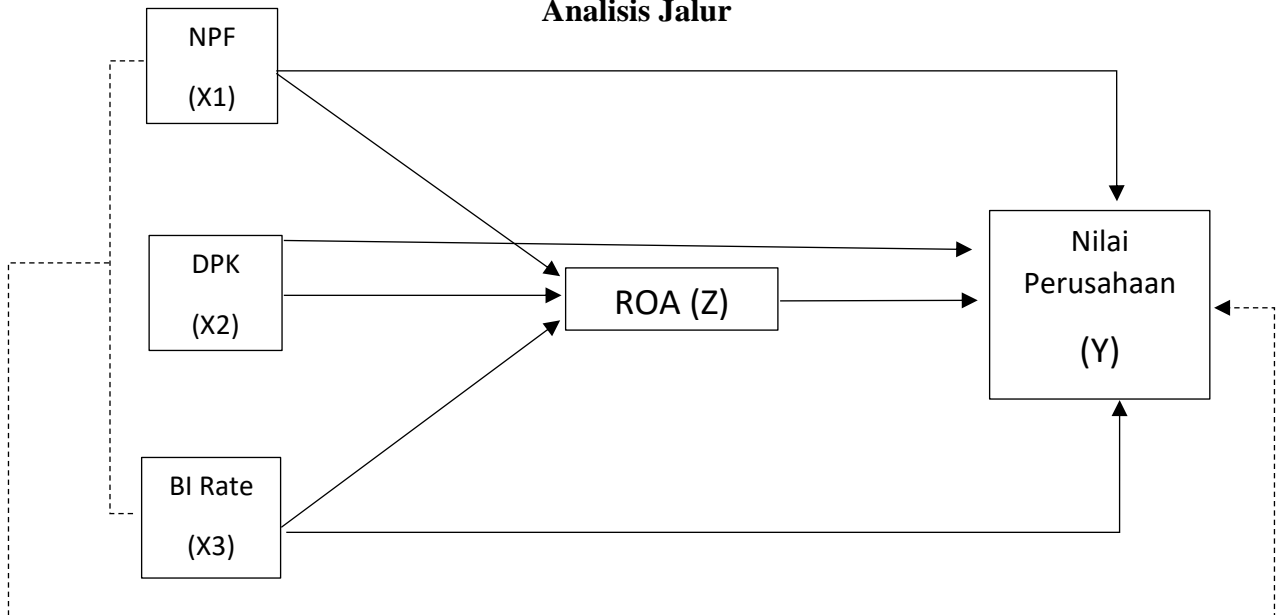 Analisis Jalur
NPF
(X1)
DPK
(X2)
ROA (Z)
Nilai
Perusahaan
(Y)
BI Rate
(X3)